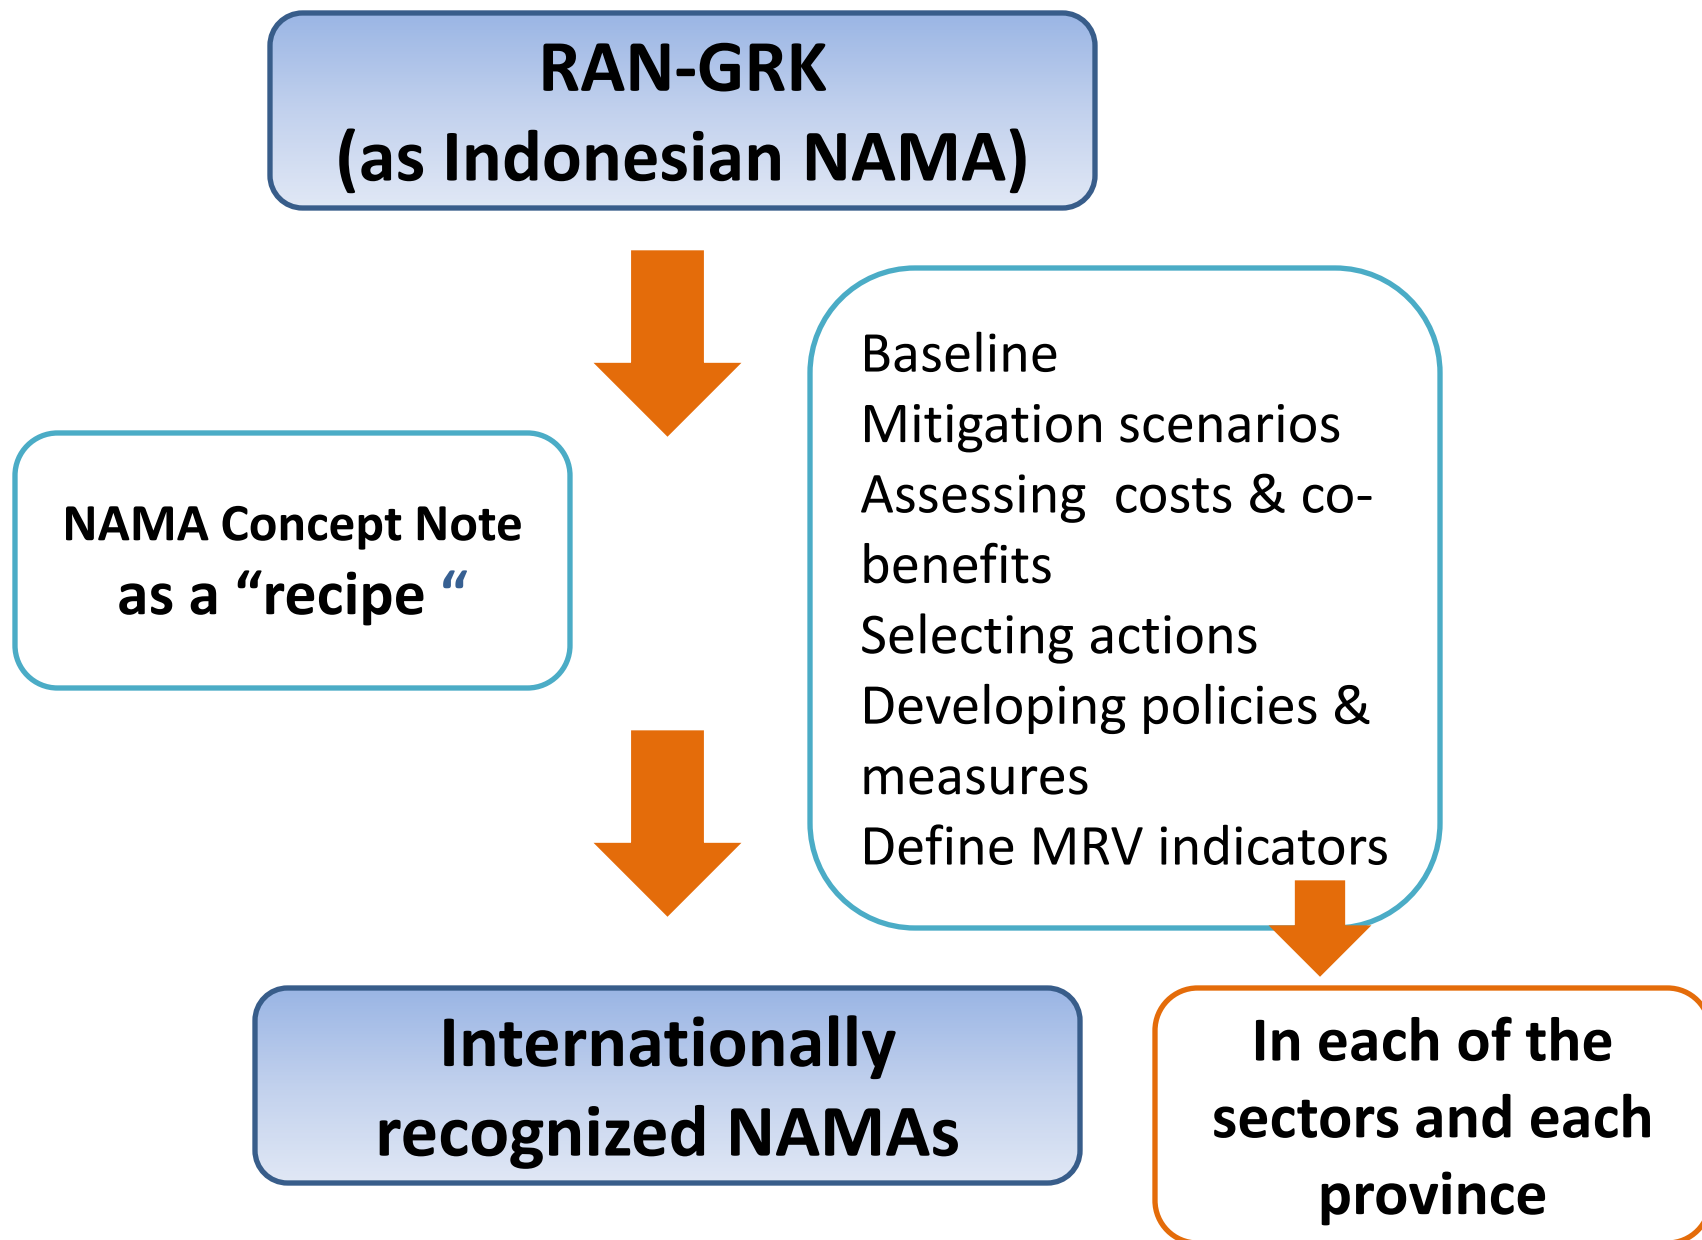 RAN-GRK
(as Indonesian NAMA)
NAMA Concept Note
as a “recipe “
Baseline
Mitigation scenarios
Assessing  costs & co-
benefits
Selecting actions
Developing policies &
measures
Define MRV indicators
Internationally
recognized NAMAs
In each of the
sectors and each
province